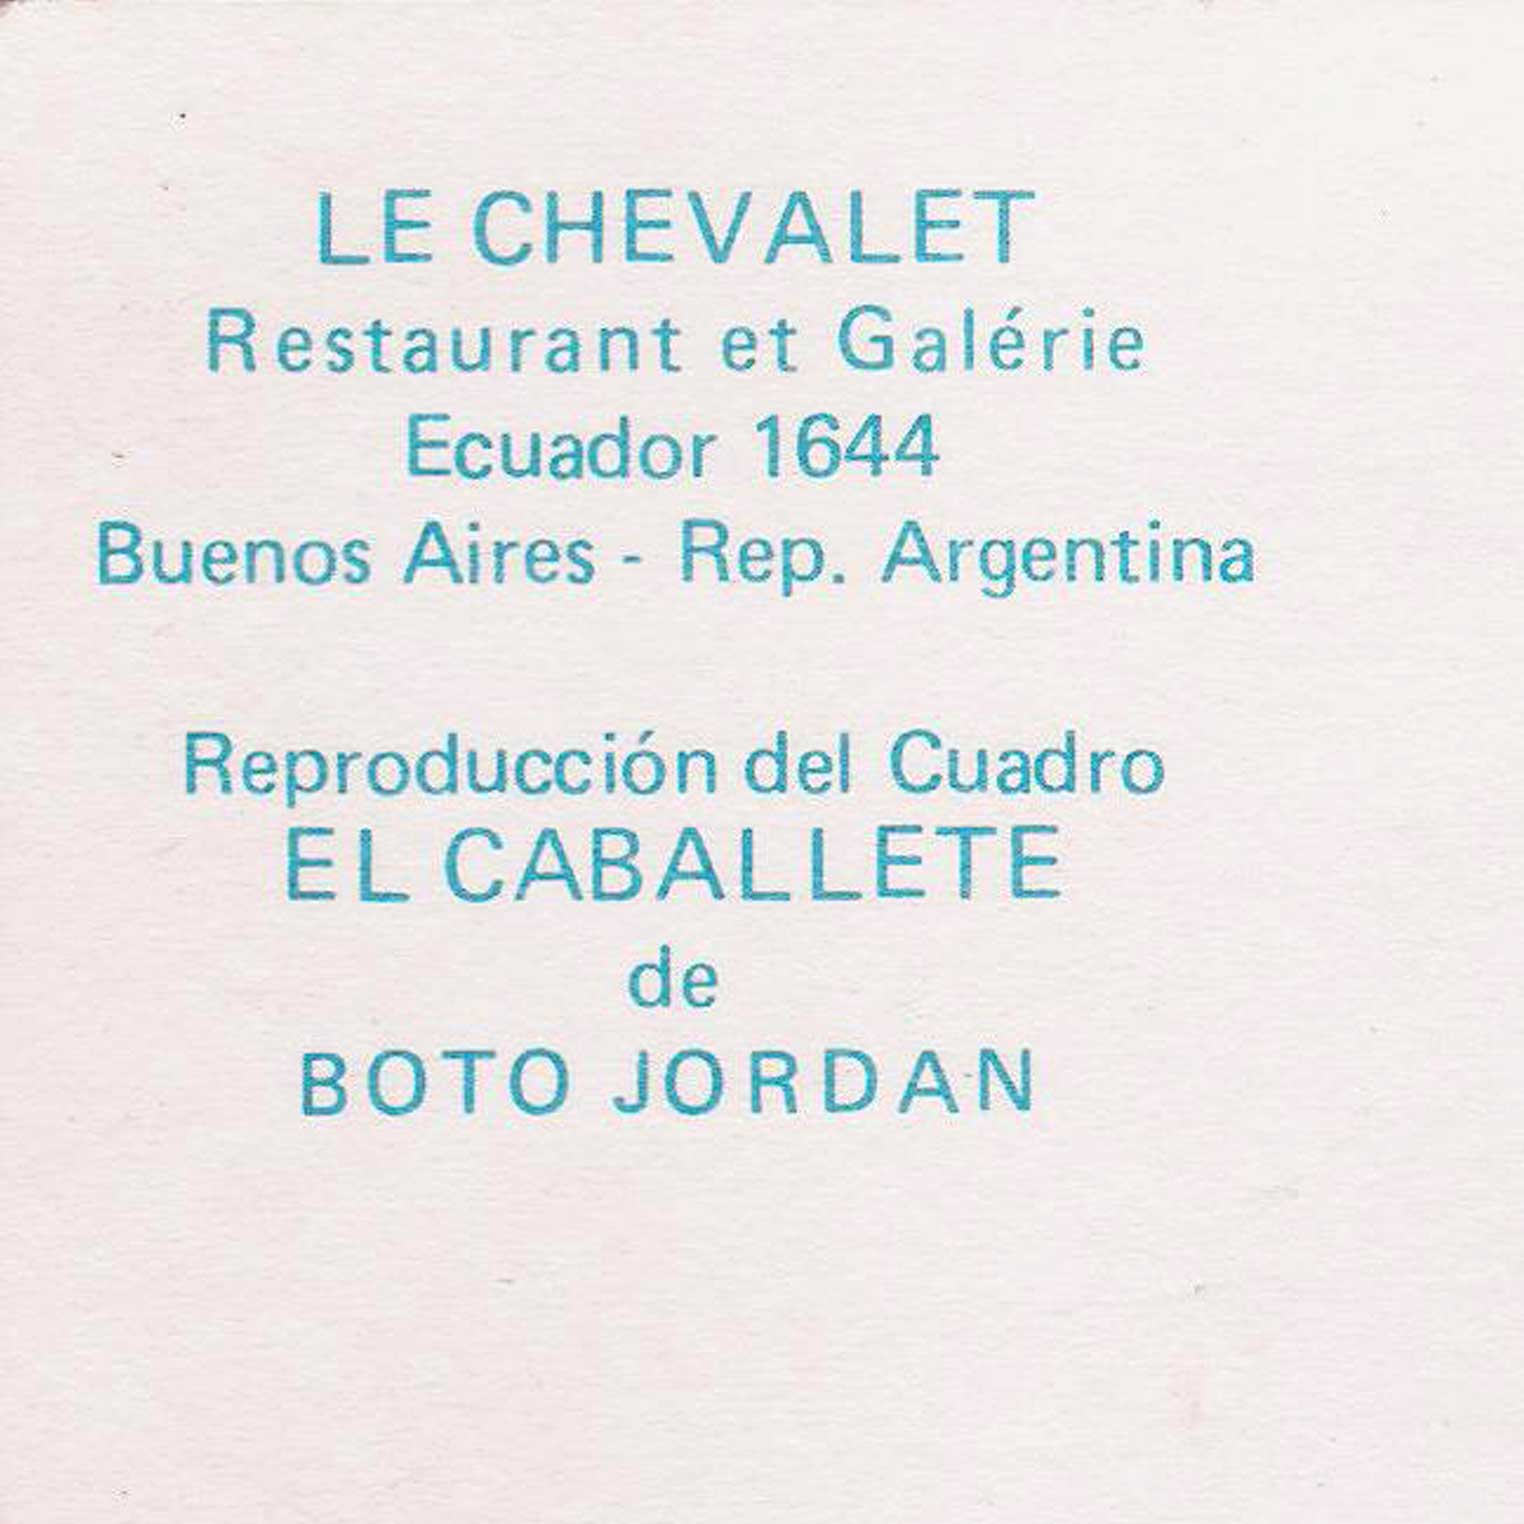 LE CHEVALET
Restaurant et Galérie
Ecuador 1644
Buenos Aires - Rep. Argentina
Reproducción del Cuadro
EL CABALLETE
de
BOTO JORDAN